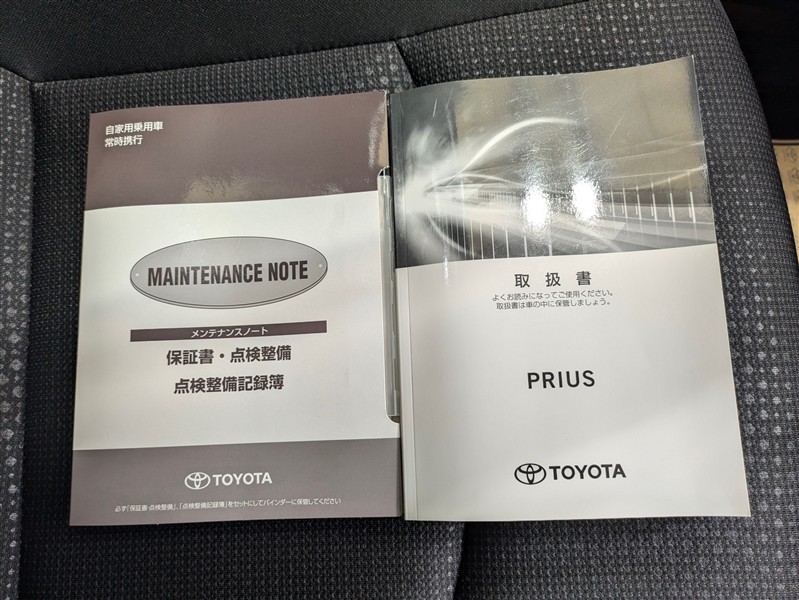 自家用乗用車
常時携行
MAINTENANCE NOTE
メンテナンスノート
保証書・点検整備
点検整備記録簿
TOYOTA
必ず「保証書・点検整備」、「点検整備記録簿」をセットにしてバインダーに保管してください
取扱書
よくお読みになってご使用ください。
取扱書は車の中に保管しましょう。
PRIUS
TOYOTA